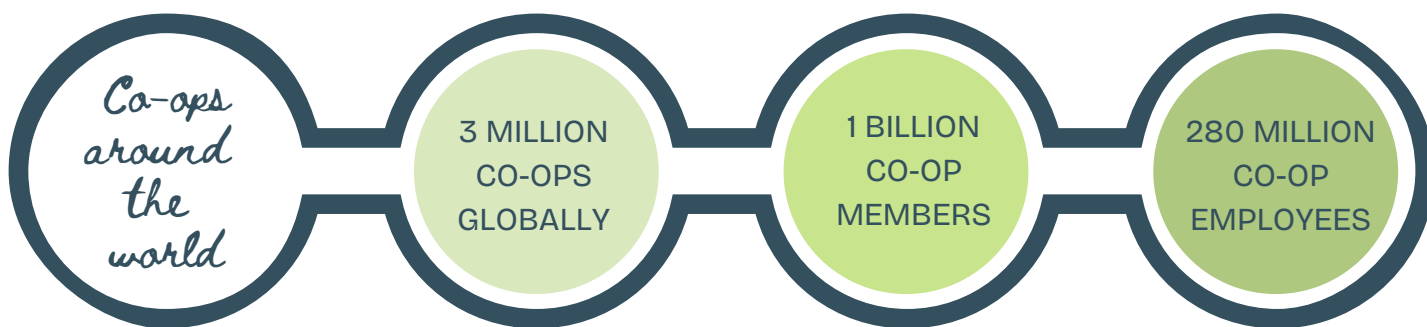 Co-ops
around
the
world
3 MILLION
CO-OPS
GLOBALLY
1 BILLION
CO-OP
MEMBERS
280 MILLION
CO-OP
EMPLOYEES